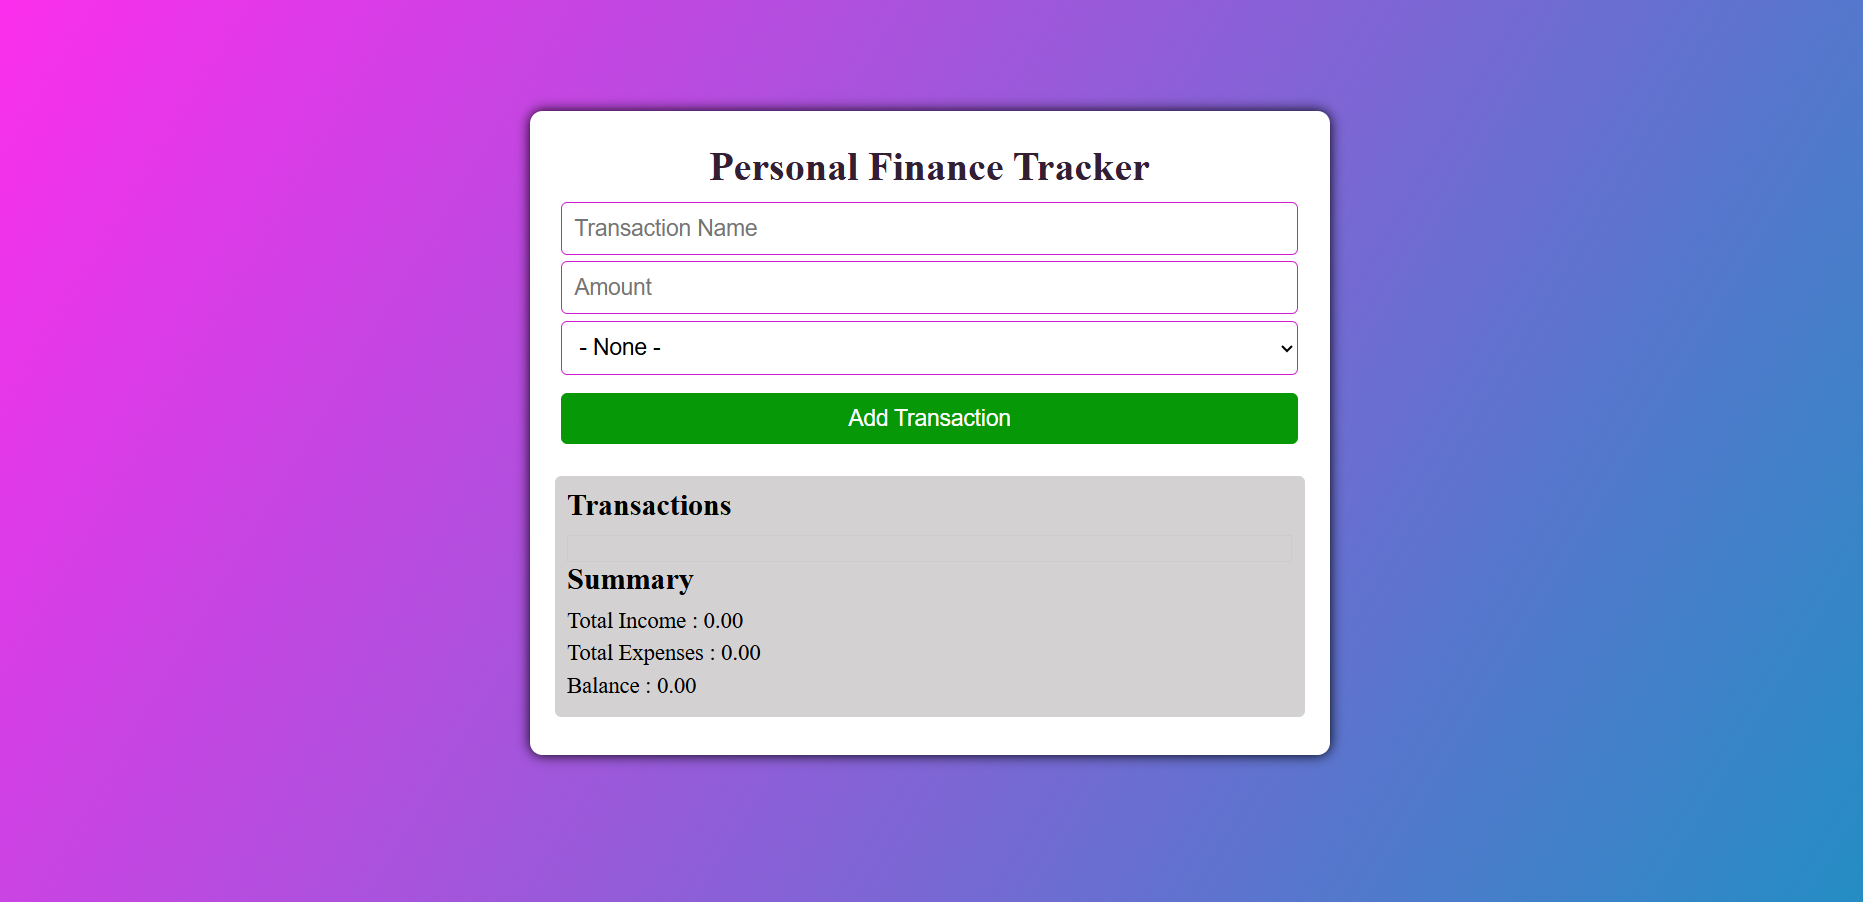 Personal Finance Tracker
Transaction Name
Amount
- None -
Add Transaction
Transactions
Summary
Total Income : 0.00
Total Expenses : 0.00
Balance : 0.00